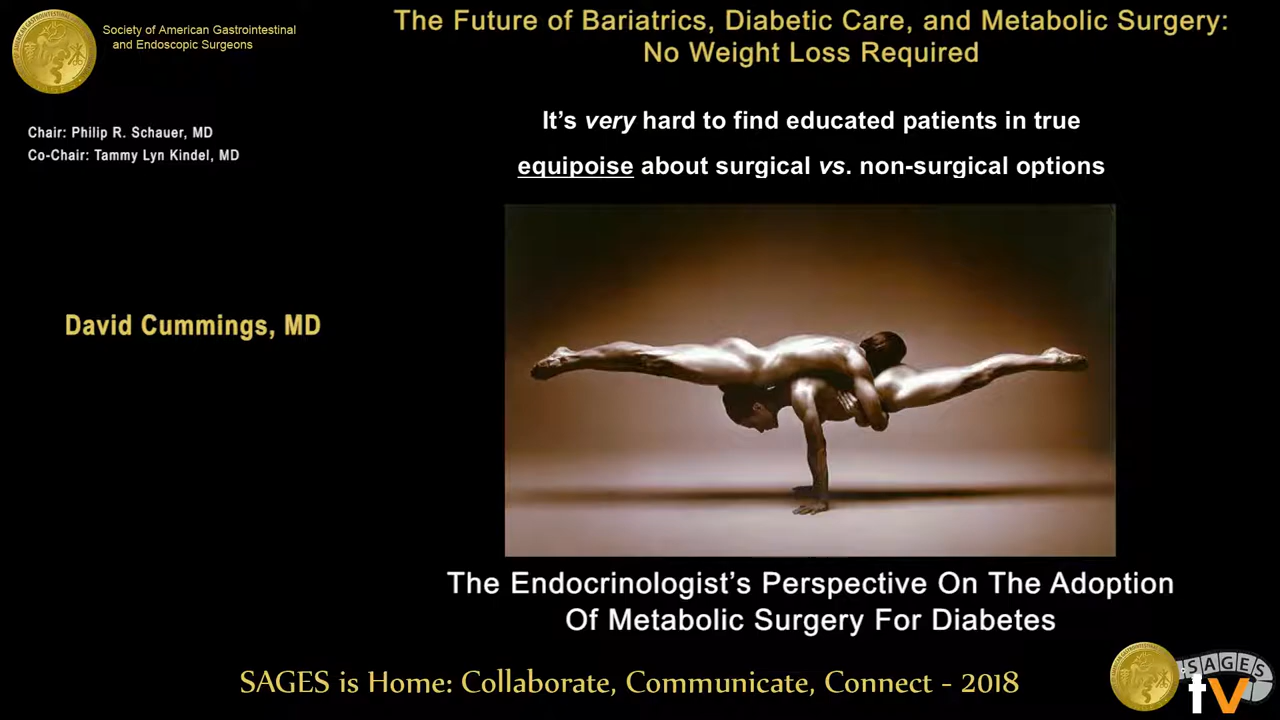 Society of American Gastrointestinal
and Endoscopic Surgeons
The Future of Bariatrics, Diabetic Care, and Metabolic Surgery:
No Weight Loss Required
Chair: Philip R. Schauer, MD
Co-Chair: Tammy Lyn Kindel, MD
It's very hard to find educated patients in true
equipoise about surgical vs. non-surgical options
David Cummings, MD
The Endocrinologist's Perspective On The Adoption
Of Metabolic Surgery For Diabetes
SAGES is Home: Collaborate, Communicate, Connect - 2018
SAGES
tv